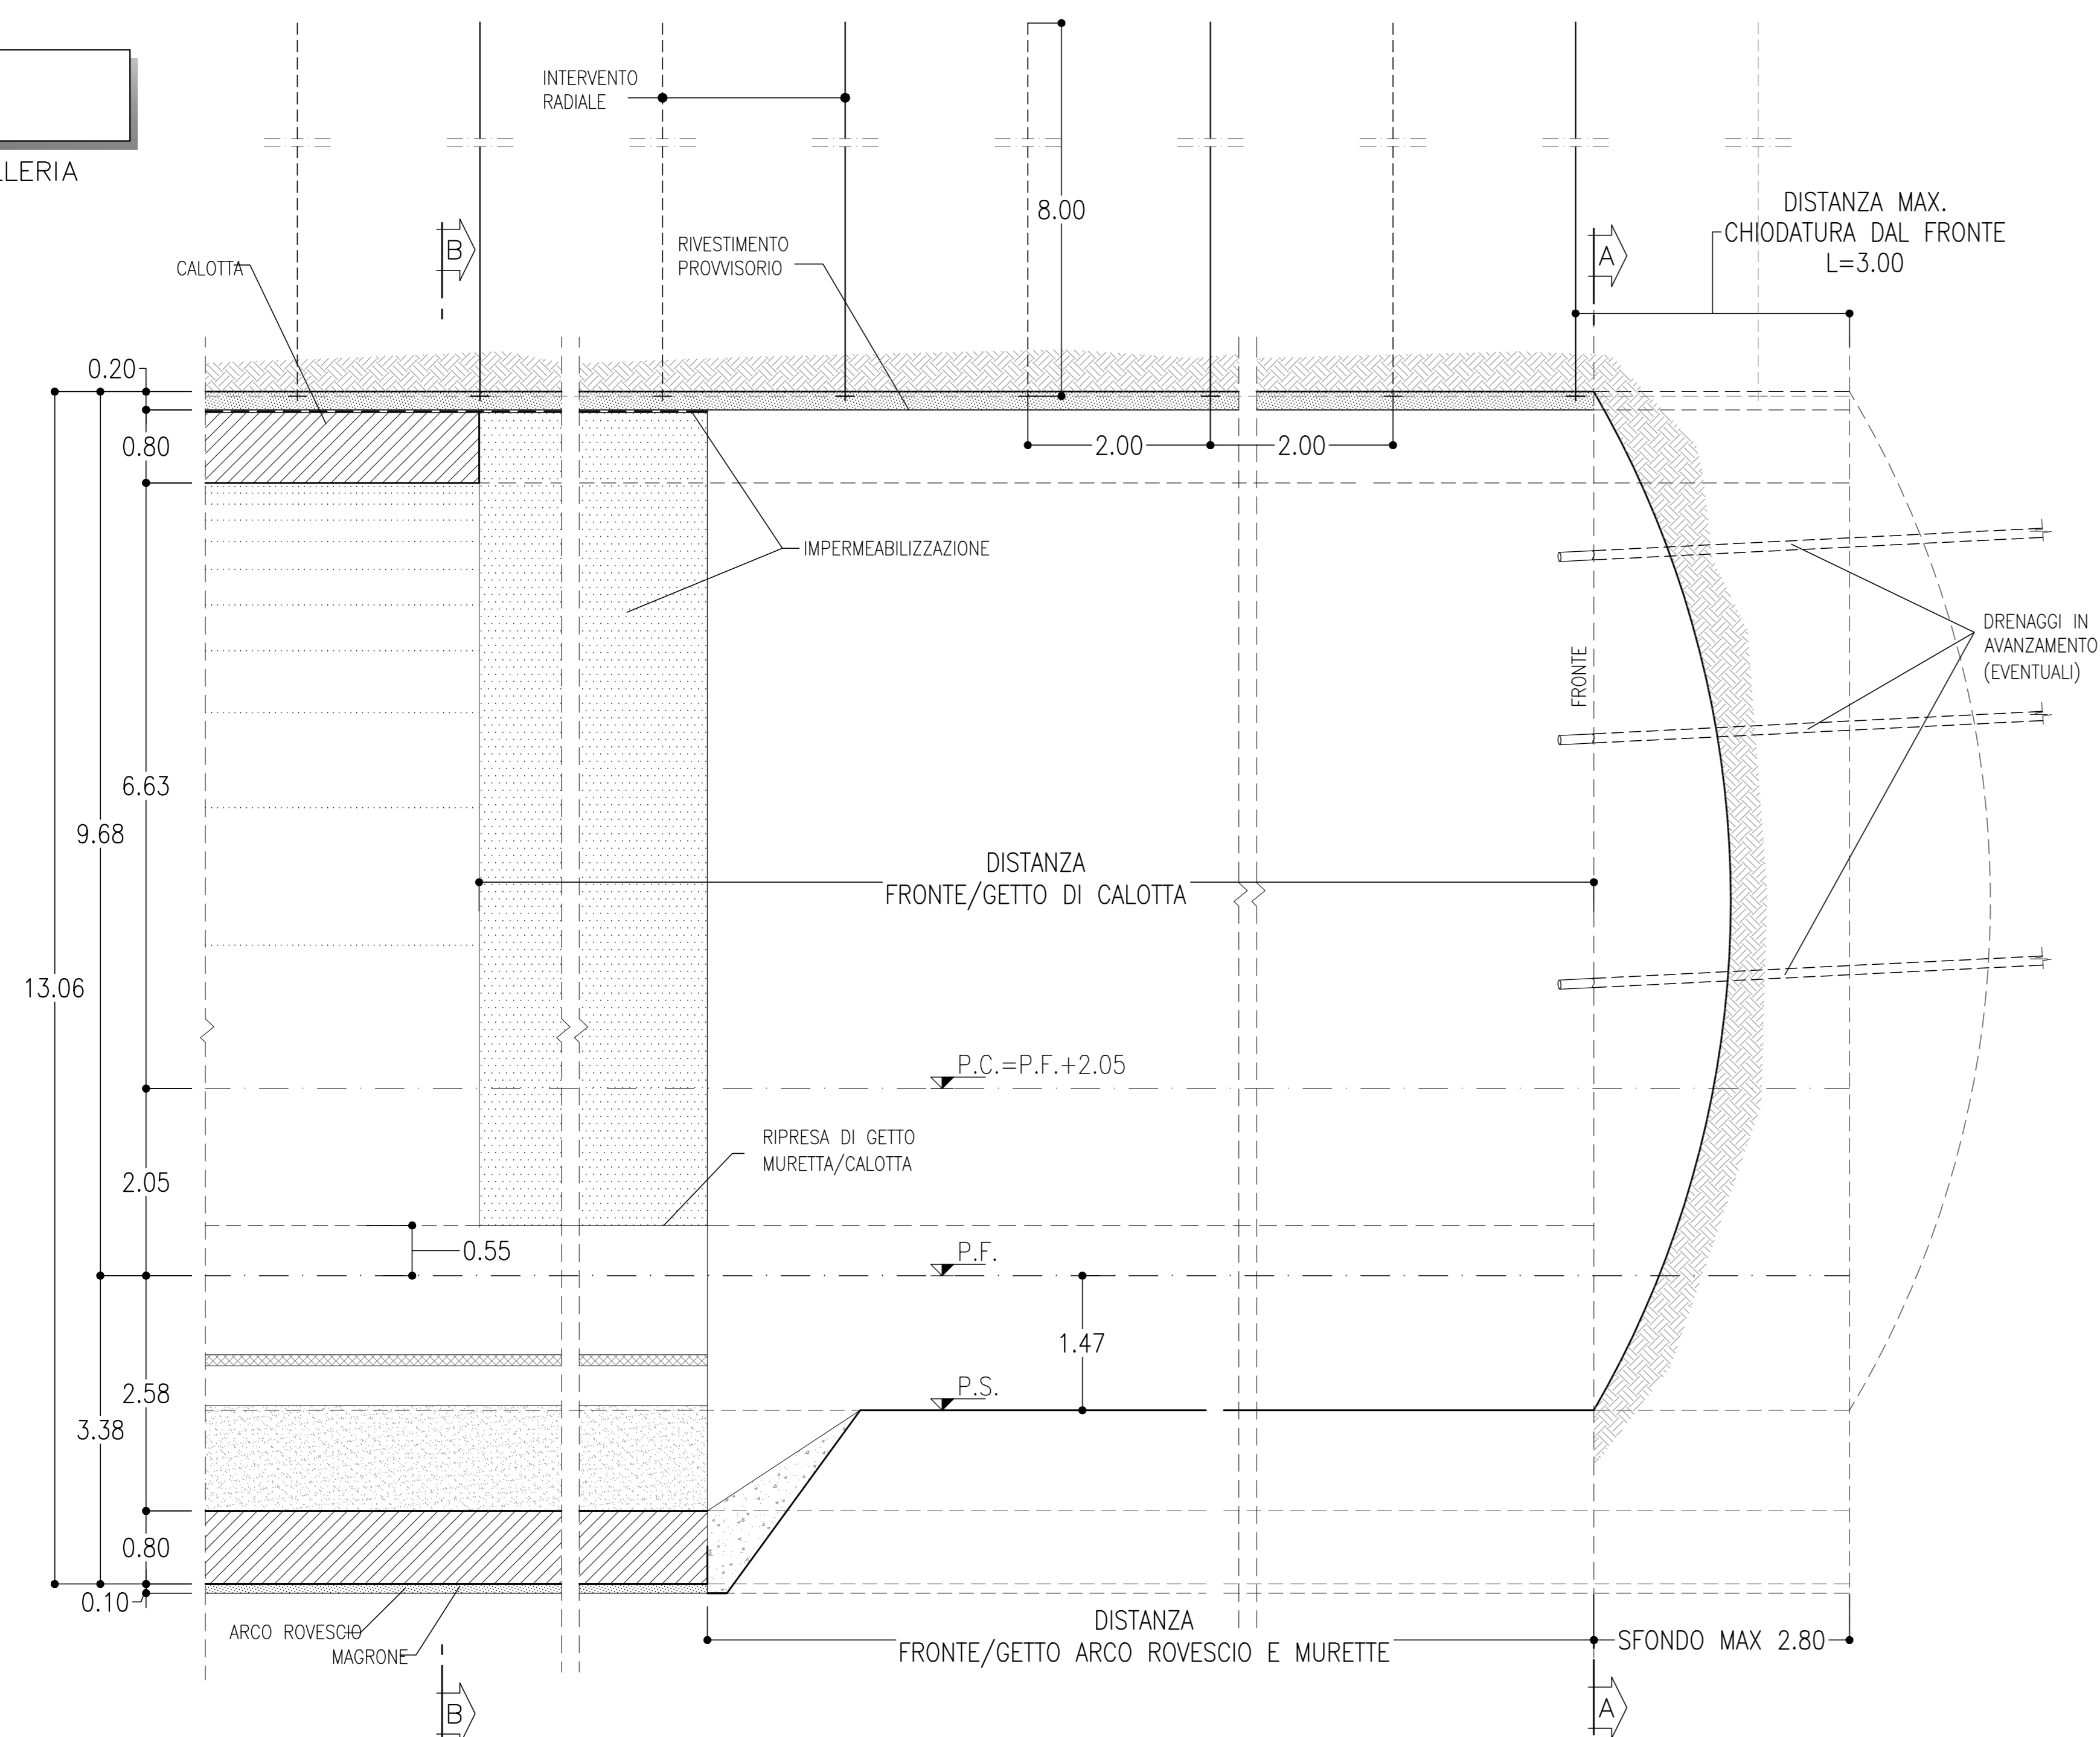 LLERIA
INTERVENTO
RADIALE
8.00
DISTANZA MAX.
CHIODATURA DAL FRONTE
L=3.00
B
A
RIVESTIMENTO
PROVVISORIO
CALOTTA
0.20
0.80
2.00
2.00
IMPERMEABILIZZAZIONE
DRENAGGI IN
AVANZAMENTO
(EVENTUALI)
FRONTE
6.63
9.68
DISTANZA
FRONTE/GETTO DI CALOTTA
13.06
P.C.=P.F.+2.05
RIPRESA DI GETTO
MURETTA/CALOTTA
2.05
0.55
P.F.
1.47
P.S.
2.58
3.38
0.80
0.10
ARCO ROVESCIO
MAGRONE
DISTANZA
FRONTE/GETTO ARCO ROVESCIO E MURETTE
SFONDO MAX 2.80
B
A